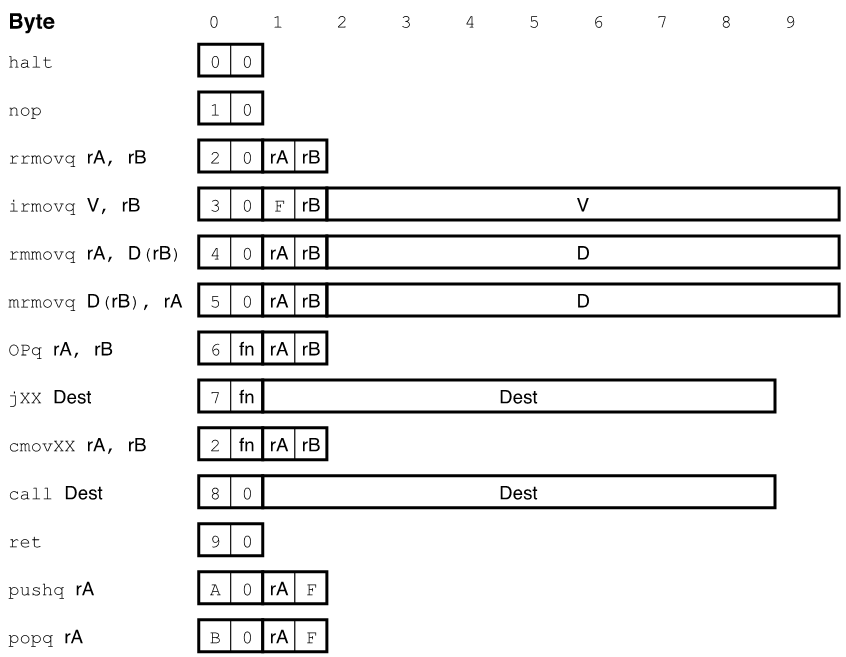 Byte 0 1 2 3 4 5 6 7 8 9
halt 0 0
nop 1 0
rrmovq rA, rB 2 0 rA rB
irmovq V, rB 3 0 F rB V
rmmovq rA, D(rB) 4 0 rA rB D
mrmovq D(rB), rA 5 0 rA rB D
OPq rA, rB 6 fn rA rB
jXX Dest 7 fn Dest
cmovXX rA, rB 2 fn rA rB
call Dest 8 0 Dest
ret 9 0
pushq rA A 0 rA F
popq rA B 0 rA F